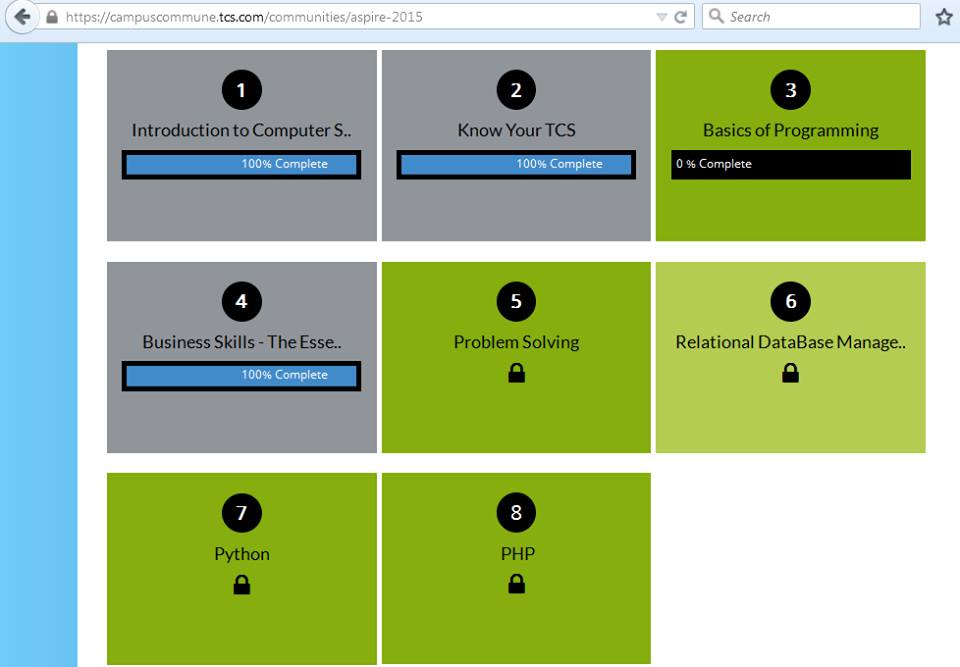 https://campuscommune.tcs.com/communities/aspire-2015
Search
1
Introduction to Computer S..
100% Complete
2
Know Your TCS
100% Complete
3
Basics of Programming
0 % Complete
4
Business Skills - The Esse..
100% Complete
5
Problem Solving
6
Relational DataBase Manage..
7
Python
8
PHP